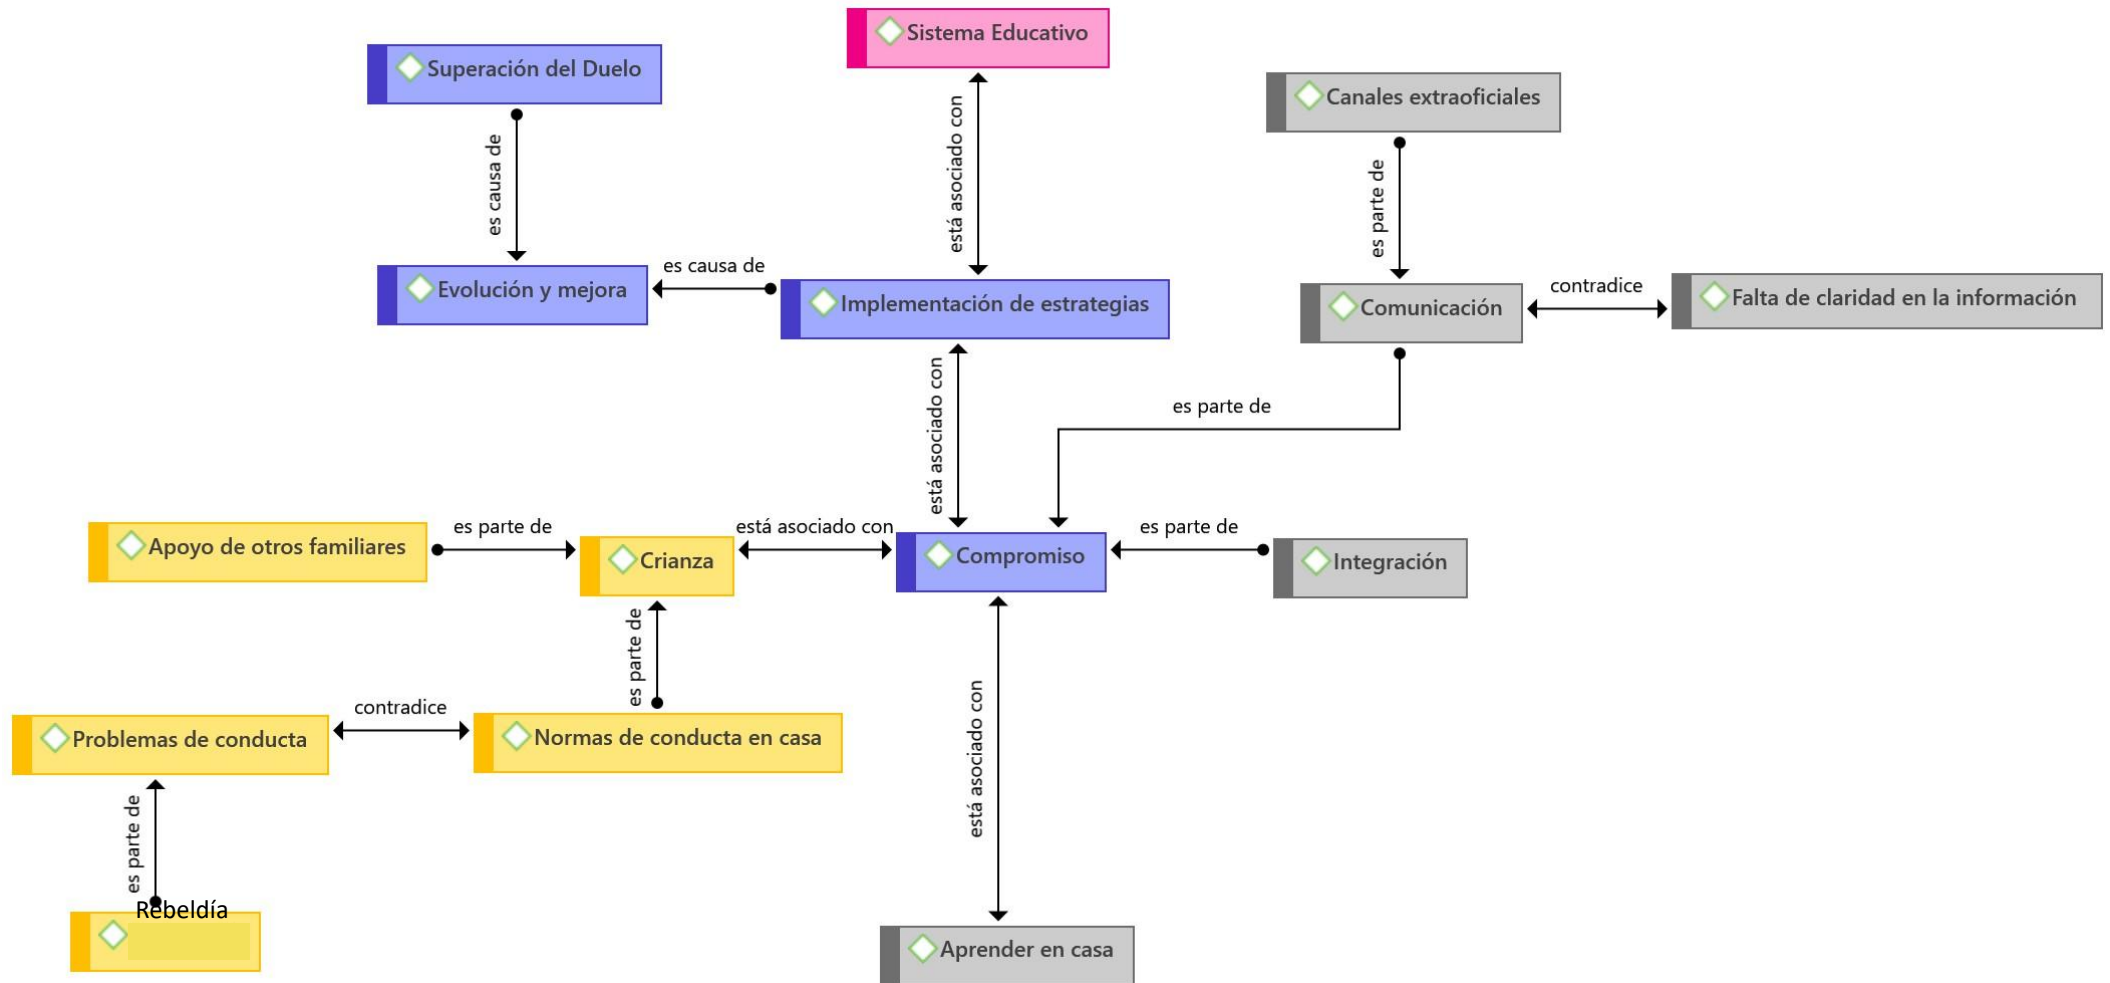 Sistema Educativo
Superación del Duelo
Canales extraoficiales
es causa de
está asociado con
es parte de
Evolución y mejora
es causa de
Implementación de estrategias
Comunicación
contradice
Falta de claridad en la información
está asociado con
es parte de
Apoyo de otros familiares
es parte de
Crianza
está asociado con
Compromiso
es parte de
Integración
es parte de
Problemas de conducta
contradice
Normas de conducta en casa
está asociado con
es parte de
Rebeldía
Aprender en casa